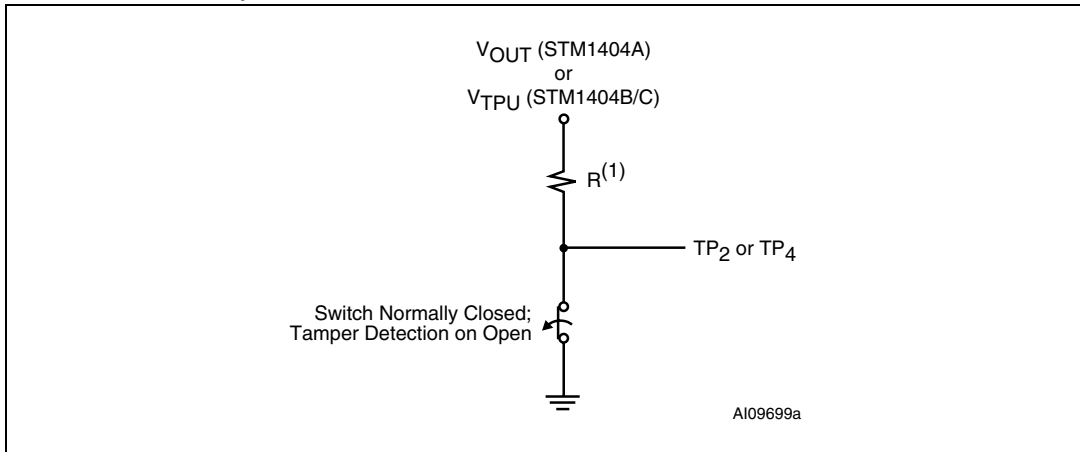 VOUT (STM1404A)
or
VTPU (STM1404B/C)
R(1)
TP2 or TP4
Switch Normally Closed;
Tamper Detection on Open
AI09699a